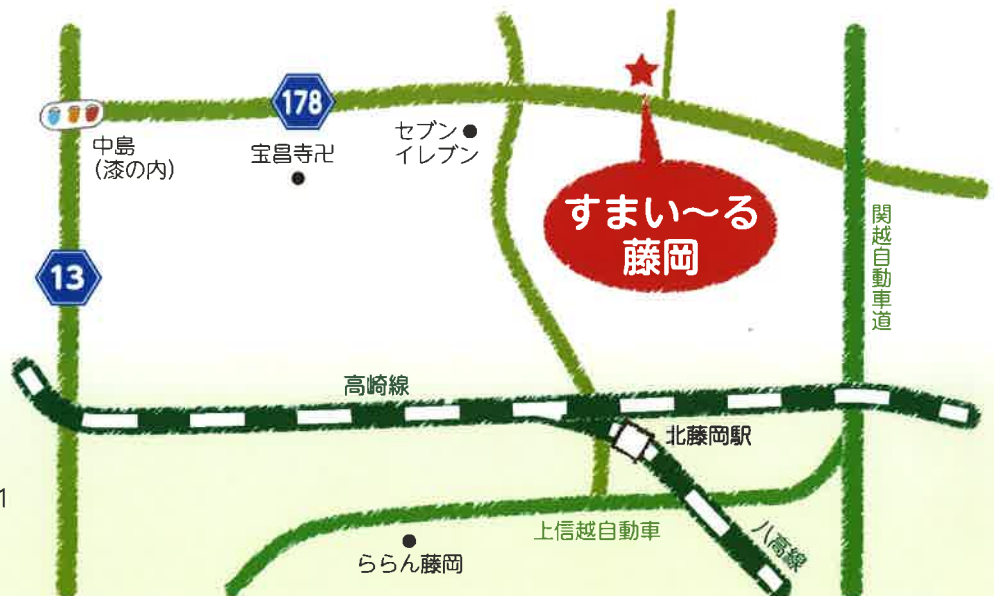 178
中島
(漆の内)
宝昌寺卍
セブン
イレブン
すまい～る
藤岡
関越自動車道
13
高崎線
北藤岡駅
1
上信越自動車
八高線
ららん藤岡